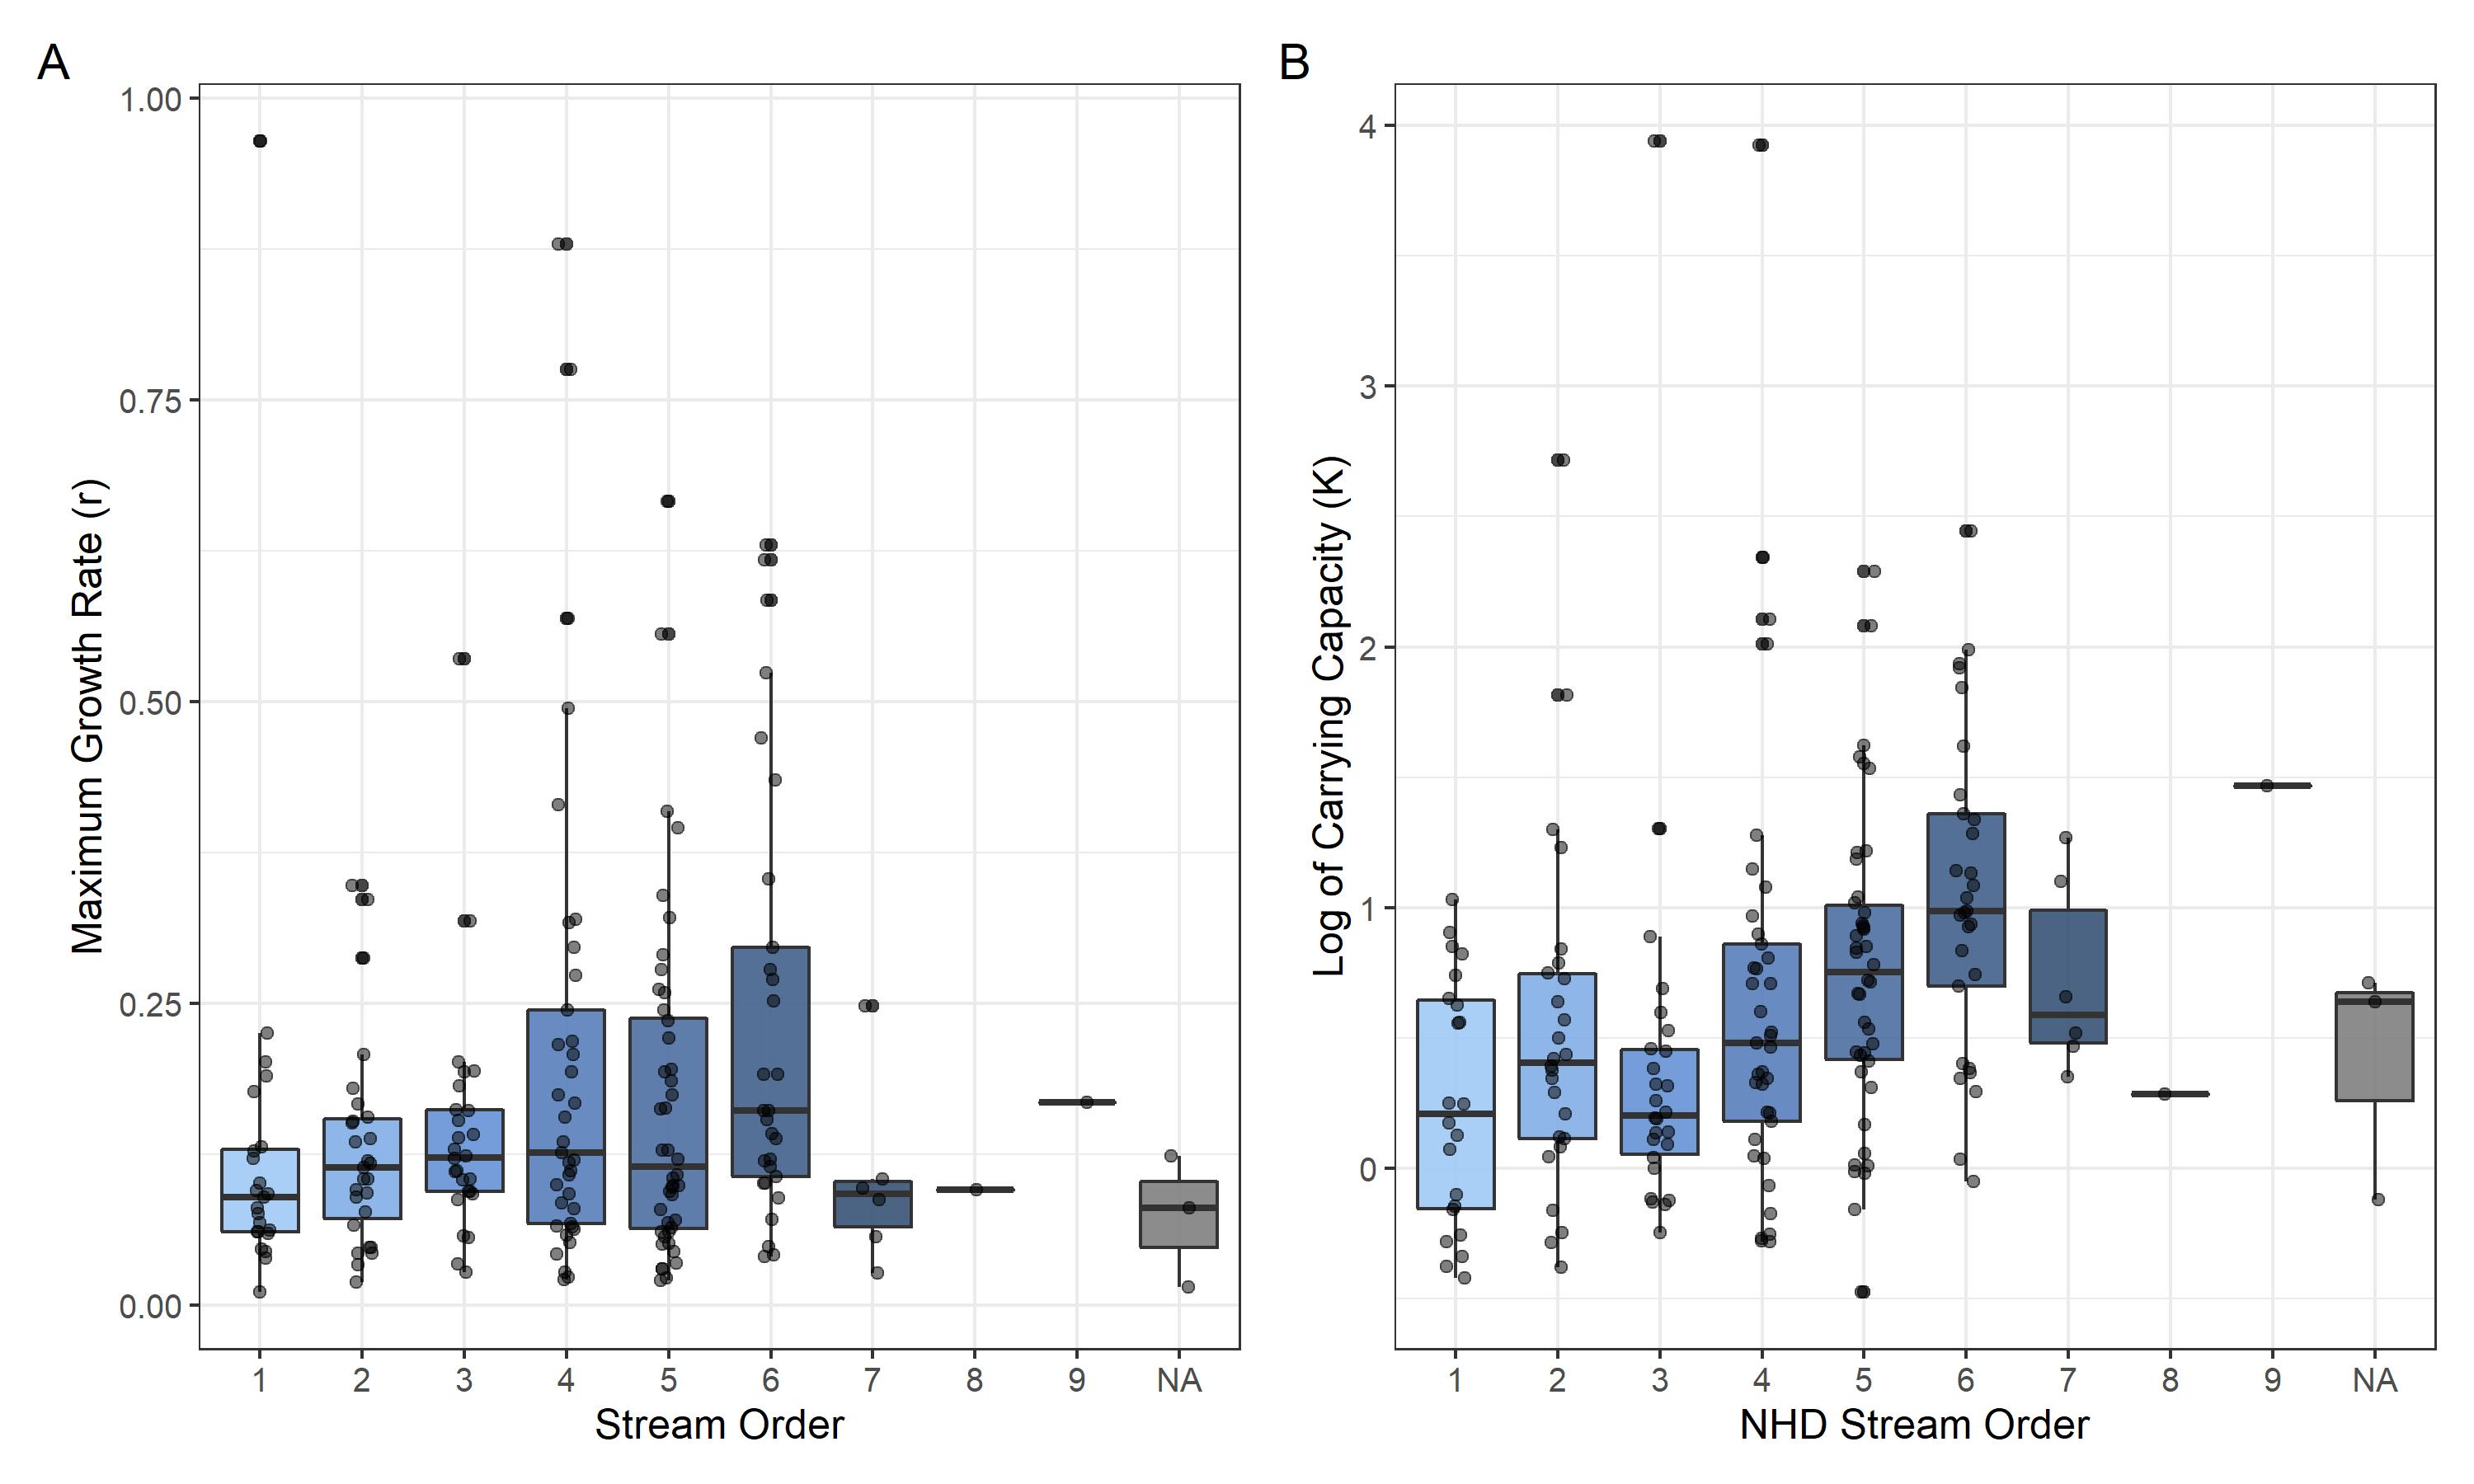 A
Maximum Growth Rate (r)
1.00
0.75
0.50
0.25
0.00
1 2 3 4 5 6 7 8 9 NA
Stream Order
B
Log of Carrying Capacity (K)
4
3
2
1
0
1 2 3 4 5 6 7 8 9 NA
NHD Stream Order